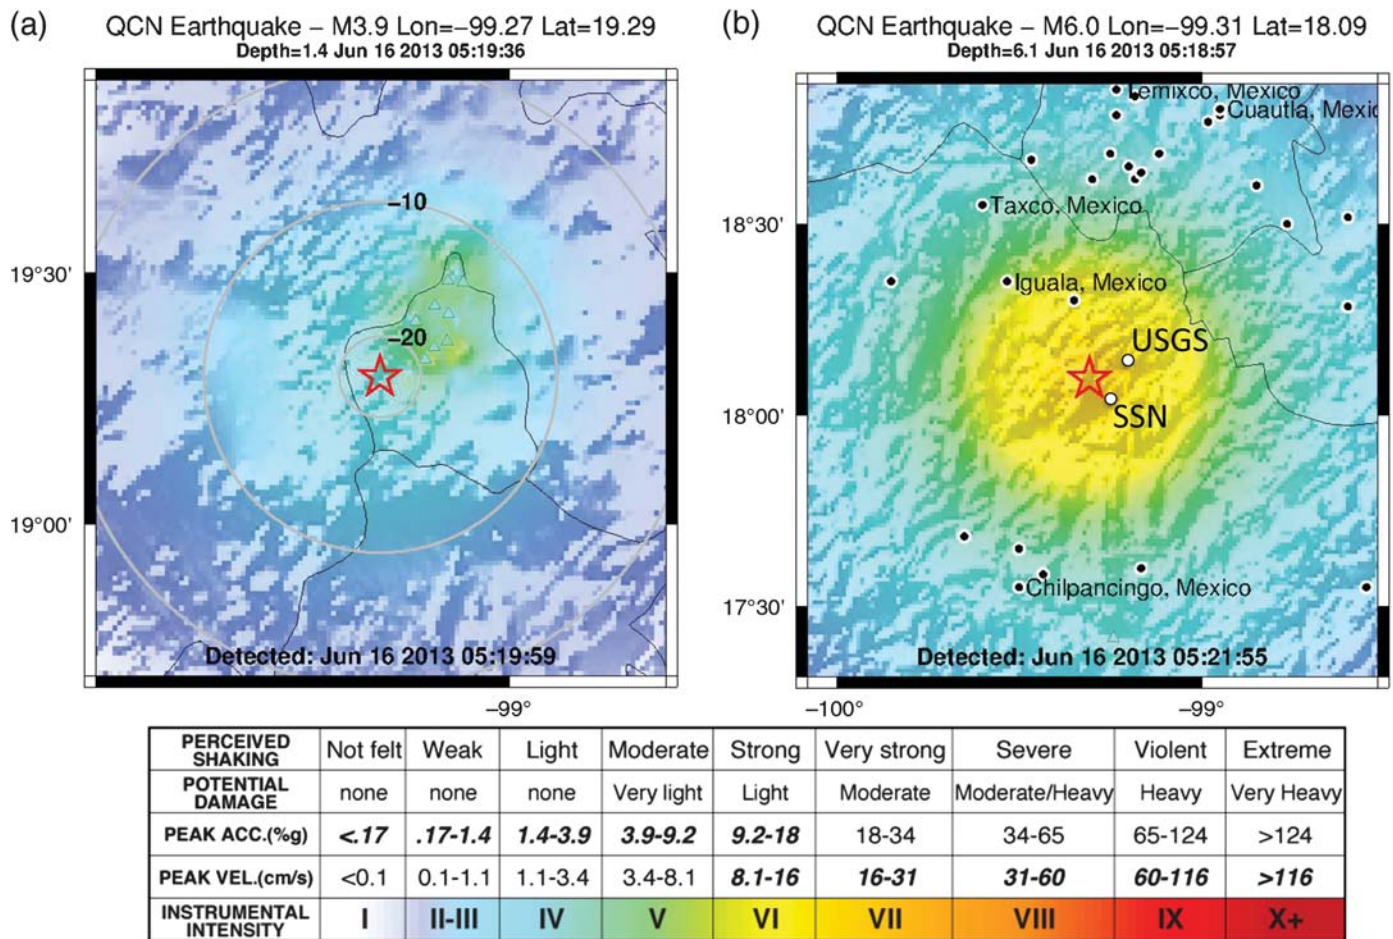 (a) QCN Earthquake – M3.9 Lon=−99.27 Lat=19.29
Depth=1.4 Jun 16 2013 05:19:36
−10
19°30'
−20
19°00'
Detected: Jun 16 2013 05:19:59
−99°
(b) QCN Earthquake – M6.0 Lon=−99.31 Lat=18.09
Depth=6.1 Jun 16 2013 05:18:57
Temixco, Mexico
Cuautla, Mexic
18°30'
Taxco, Mexico
Iguala, Mexico
USGS
18°00'
SSN
17°30'
Chilpancingo, Mexico
Detected: Jun 16 2013 05:21:55
−100° −99°
PERCEIVED SHAKING Not felt Weak Light Moderate Strong Very strong Severe Violent Extreme
POTENTIAL DAMAGE none none none Very light Light Moderate Moderate/Heavy Heavy Very Heavy
PEAK ACC.(%g) <.17 .17-1.4 1.4-3.9 3.9-9.2 9.2-18 18-34 34-65 65-124 >124
PEAK VEL.(cm/s) <0.1 0.1-1.1 1.1-3.4 3.4-8.1 8.1-16 16-31 31-60 60-116 >116
INSTRUMENTAL INTENSITY I II-III IV V VI VII VIII IX X+